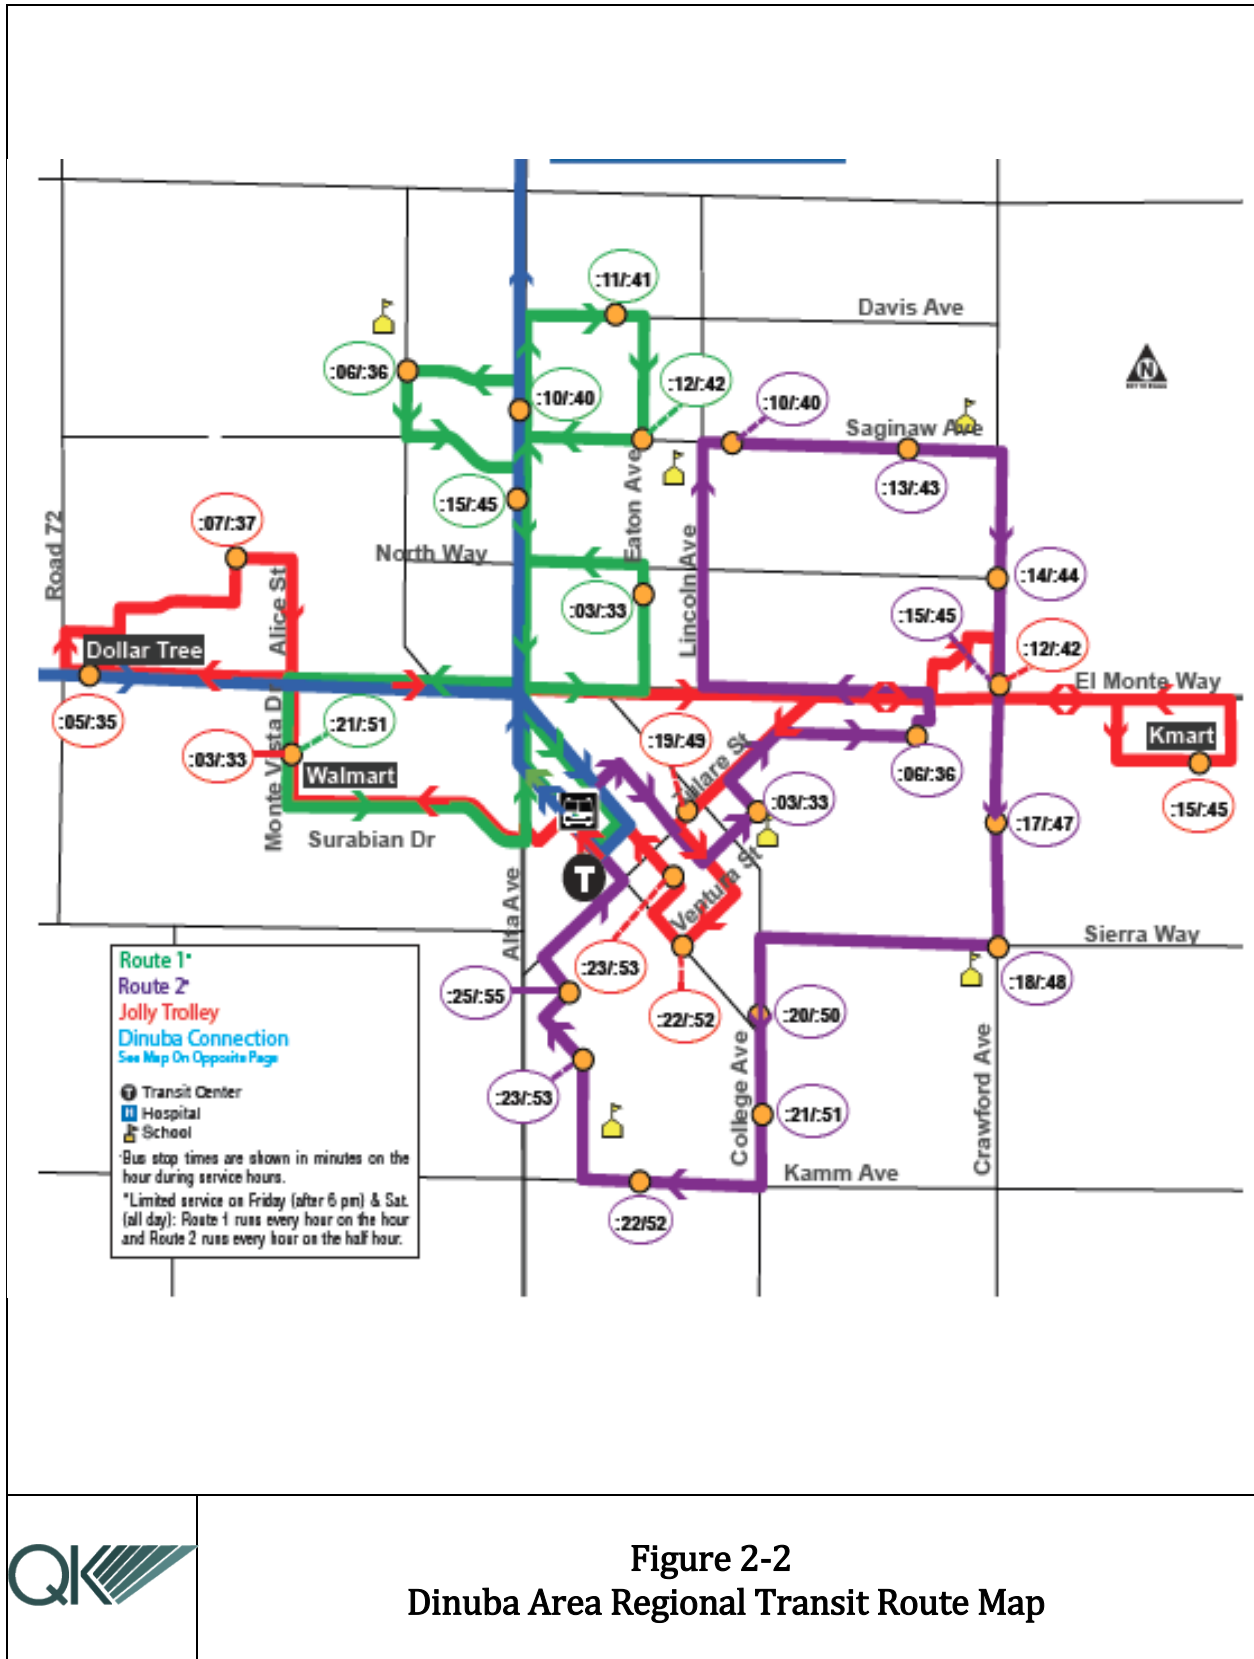 :11/:41
Davis Ave
:06/:36
:12/:42
:10/:40
:10/:40
Saginaw Ave
:13/:43
:15/:45
:07/:37
Road 72
North Way
Eaton Ave
Lincoln Ave
:14/:44
Alice St
:03/:33
:15/:45
:12/:42
Dollar Tree
El Monte Way
:05/:35
:21/:51
:03/:33
Monte Vista Dr
Walmart
:19/:49
Kmart
:06/:36
:03/:33
:15/:45
:17/:47
Surabian Dr
T
Ventura St
Alta Ave
Sierra Way
:23/:53
:18/:48
:25/:55
:22/:52
:20/:50
College Ave
Crawford Ave
:23/:53
:21/:51
Kamm Ave
:22/52
N
Route 1*
Route 2*
Jolly Trolley
Dinuba Connection
See Map On Opposite Page
T Transit Center
H Hospital
School
Bus stop times are shown in minutes on the
hour during service hours.
*Limited service on Friday (after 6 pm) & Sat.
(all day): Route 1 runs every hour on the hour
and Route 2 runs every hour on the half hour.
QK
Figure 2-2
Dinuba Area Regional Transit Route Map